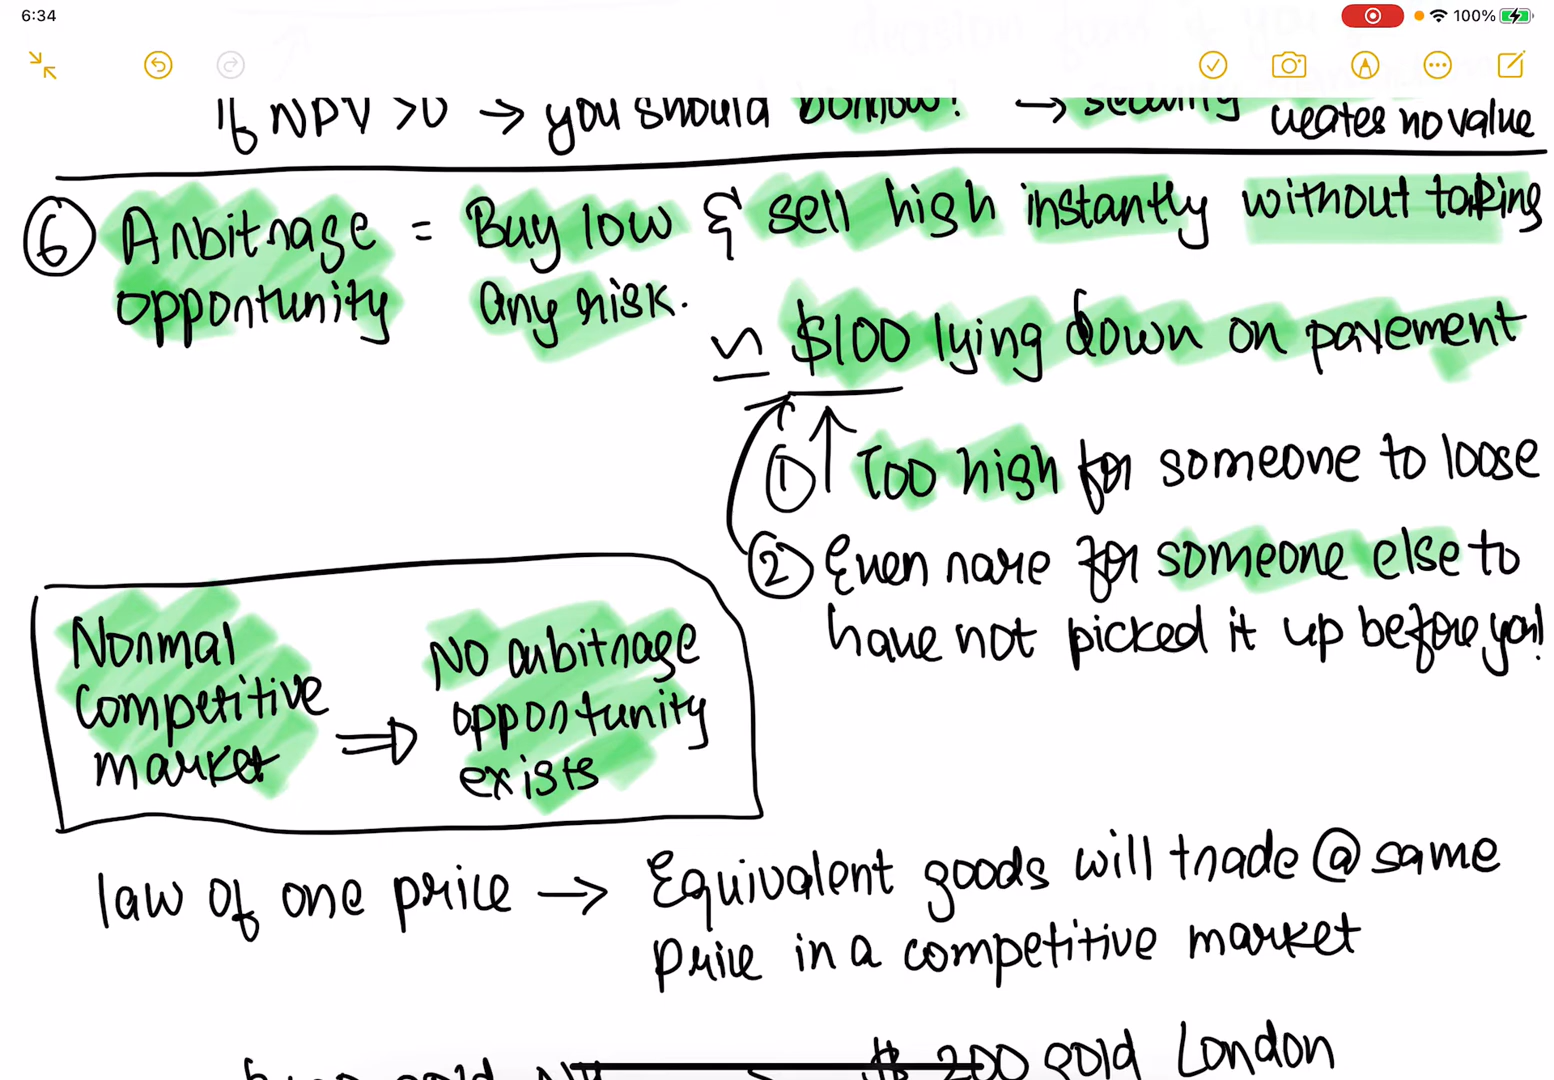 6:34
100%
If NPV >0 → you should borrow! → security creates no value
⑥ Arbitrage = Buy low & sell high instantly without taking
opportunity any risk.
≃ $100 lying down on pavement
① Too high for someone to loose
② Even rare for someone else to
have not picked it up before you!
Normal
competitive
market
⇒
No arbitrage
opportunity
exists
law of one price → Equivalent goods will trade @ same
price in a competitive market
gold $ 200 gold London